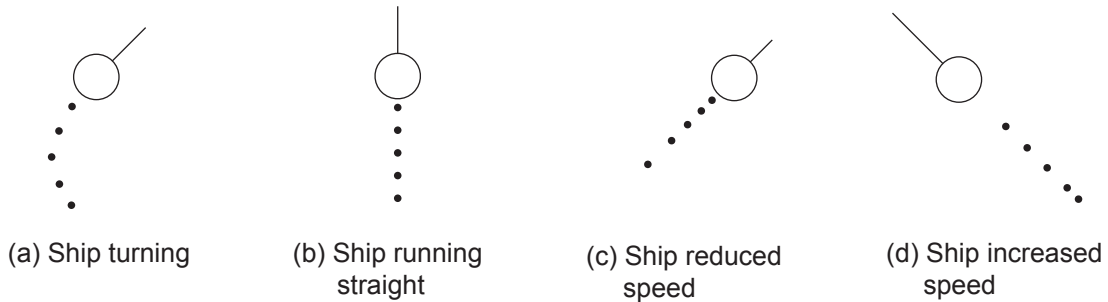 (a) Ship turning
(b) Ship running
straight
(c) Ship reduced
speed
(d) Ship increased
speed